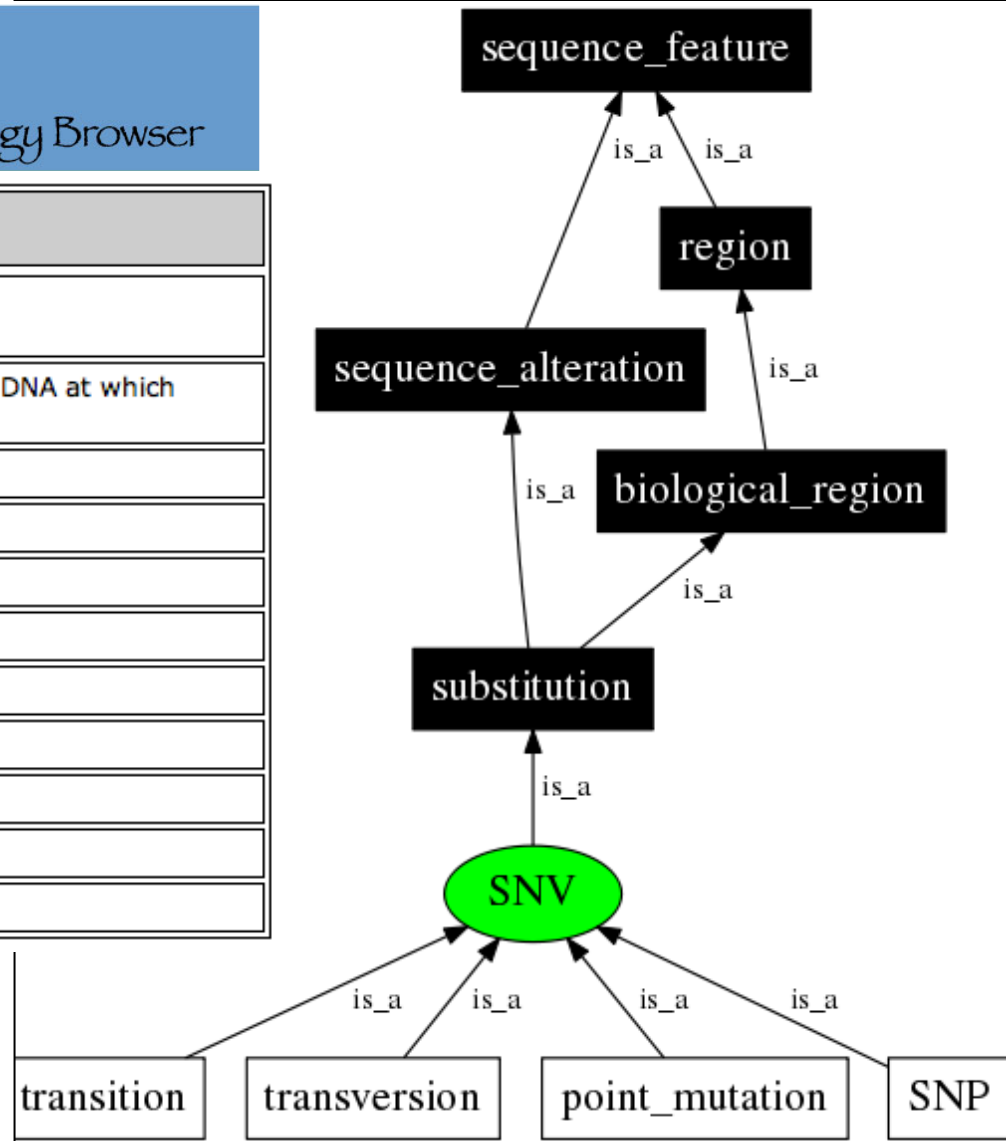 gy Browser
DNA at which
sequence_feature
is_a
is_a
region
sequence_alteration
is_a
is_a
biological_region
is_a
substitution
is_a
SNV
is_a
is_a
is_a
is_a
transition
transversion
point_mutation
SNP